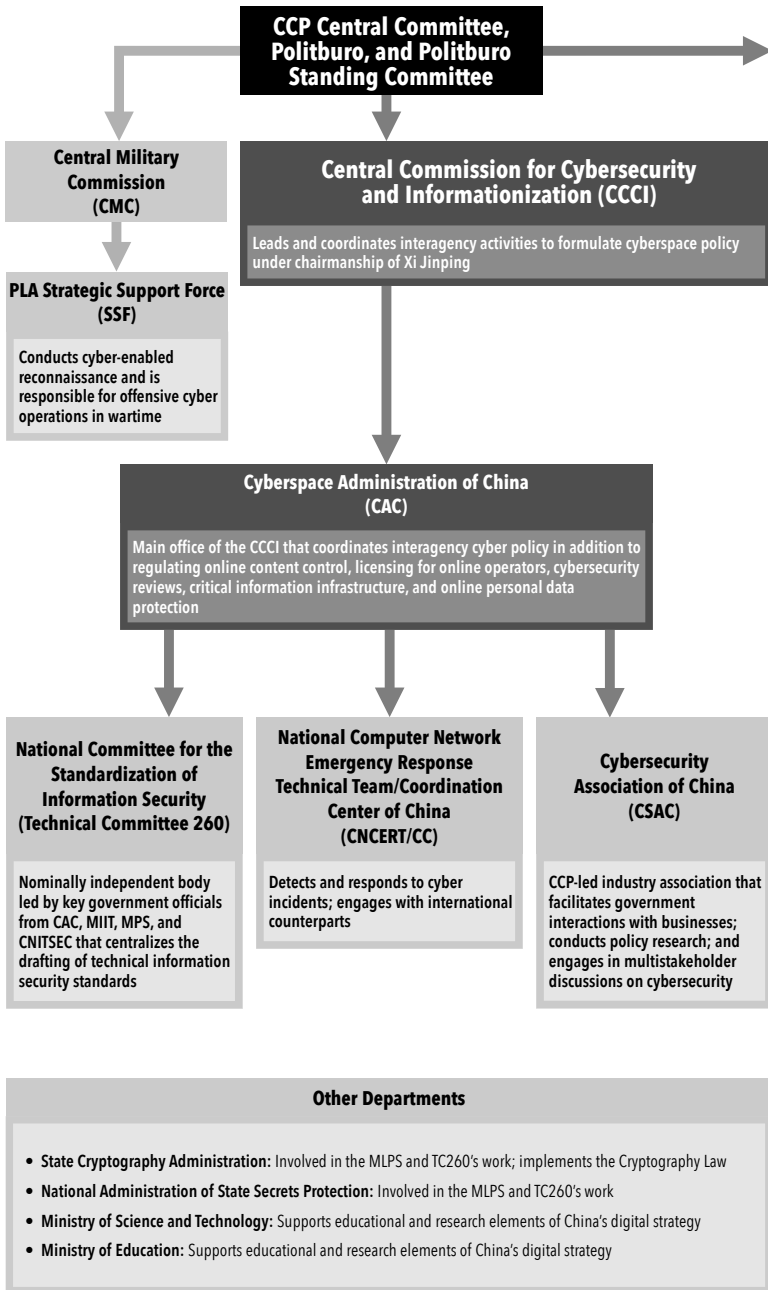 CCP Central Committee,
Politburo, and Politburo
Standing Committee
Central Military
Commission
(CMC)
Central Commission for Cybersecurity
and Informationization (CCCI)
Leads and coordinates interagency activities to formulate cyberspace policy
under chairmanship of Xi Jinping
PLA Strategic Support Force
(SSF)
Conducts cyber-enabled
reconnaissance and is
responsible for offensive cyber
operations in wartime
Cyberspace Administration of China
(CAC)
Main office of the CCCI that coordinates interagency cyber policy in addition to
regulating online content control, licensing for online operators, cybersecurity
reviews, critical information infrastructure, and online personal data
protection
National Committee for the
Standardization of
Information Security
(Technical Committee 260)
Nominally independent body
led by key government officials
from CAC, MIIT, MPS, and
CNITSEC that centralizes the
drafting of technical information
security standards
National Computer Network
Emergency Response
Technical Team/Coordination
Center of China
(CNCERT/CC)
Detects and responds to cyber
incidents; engages with international
counterparts
Cybersecurity
Association of China
(CSAC)
CCP-led industry association that
facilitates government
interactions with businesses;
conducts policy research; and
engages in multistakeholder
discussions on cybersecurity
Other Departments
• State Cryptography Administration: Involved in the MLPS and TC260's work; implements the Cryptography Law
• National Administration of State Secrets Protection: Involved in the MLPS and TC260's work
• Ministry of Science and Technology: Supports educational and research elements of China's digital strategy
• Ministry of Education: Supports educational and research elements of China's digital strategy